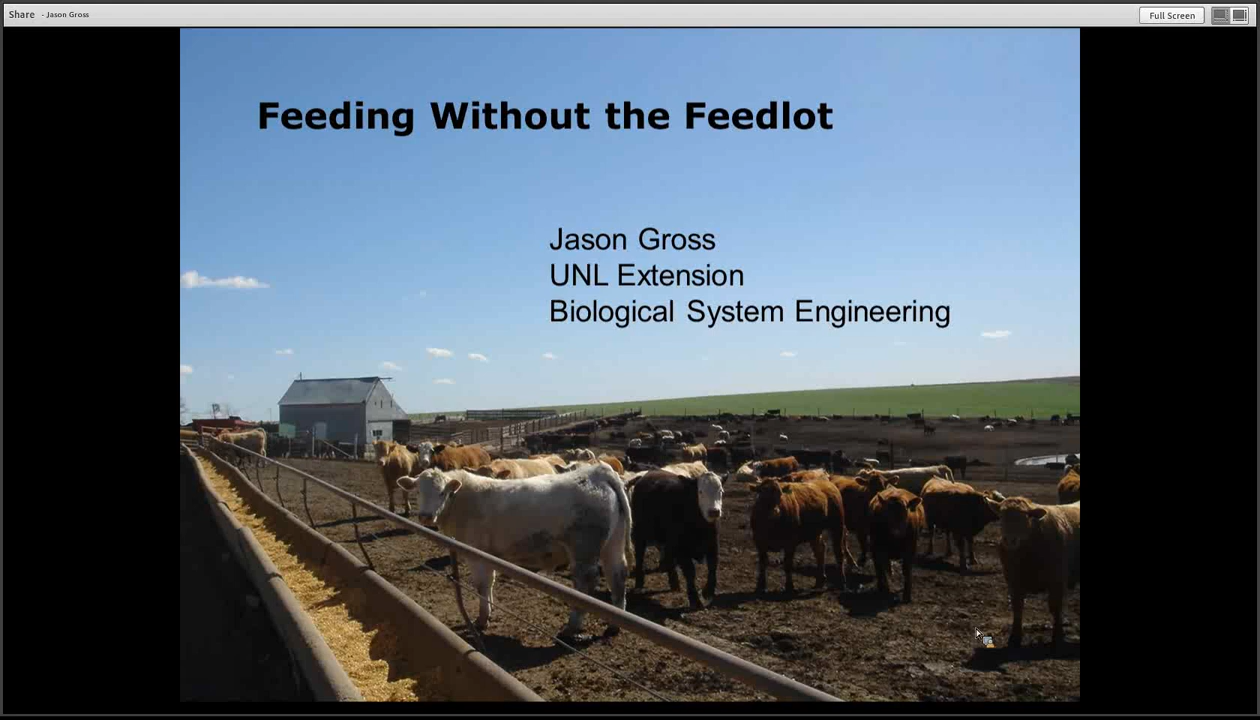 Share - Jason Gross
Full Screen
Feeding Without the Feedlot
Jason Gross
UNL Extension
Biological System Engineering